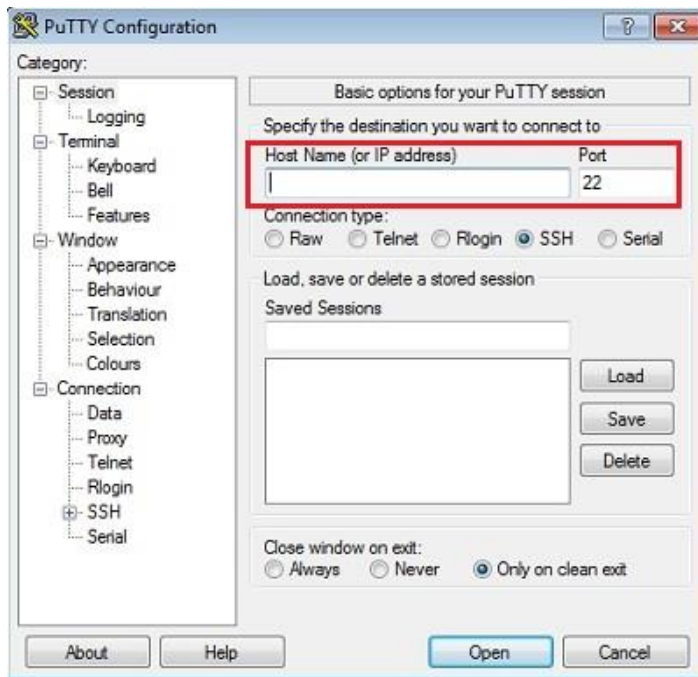 PuTTY Configuration
Category:
Session
Logging
Terminal
Keyboard
Bell
Features
Window
Appearance
Behaviour
Translation
Selection
Colours
Connection
Data
Proxy
Telnet
Rlogin
SSH
Serial
Basic options for your PuTTY session
Specify the destination you want to connect to
Host Name (or IP address) Port
22
Connection type:
Raw Telnet Rlogin SSH Serial
Load, save or delete a stored session
Saved Sessions
Load
Save
Delete
Close window on exit:
Always Never Only on clean exit
About Help Open Cancel